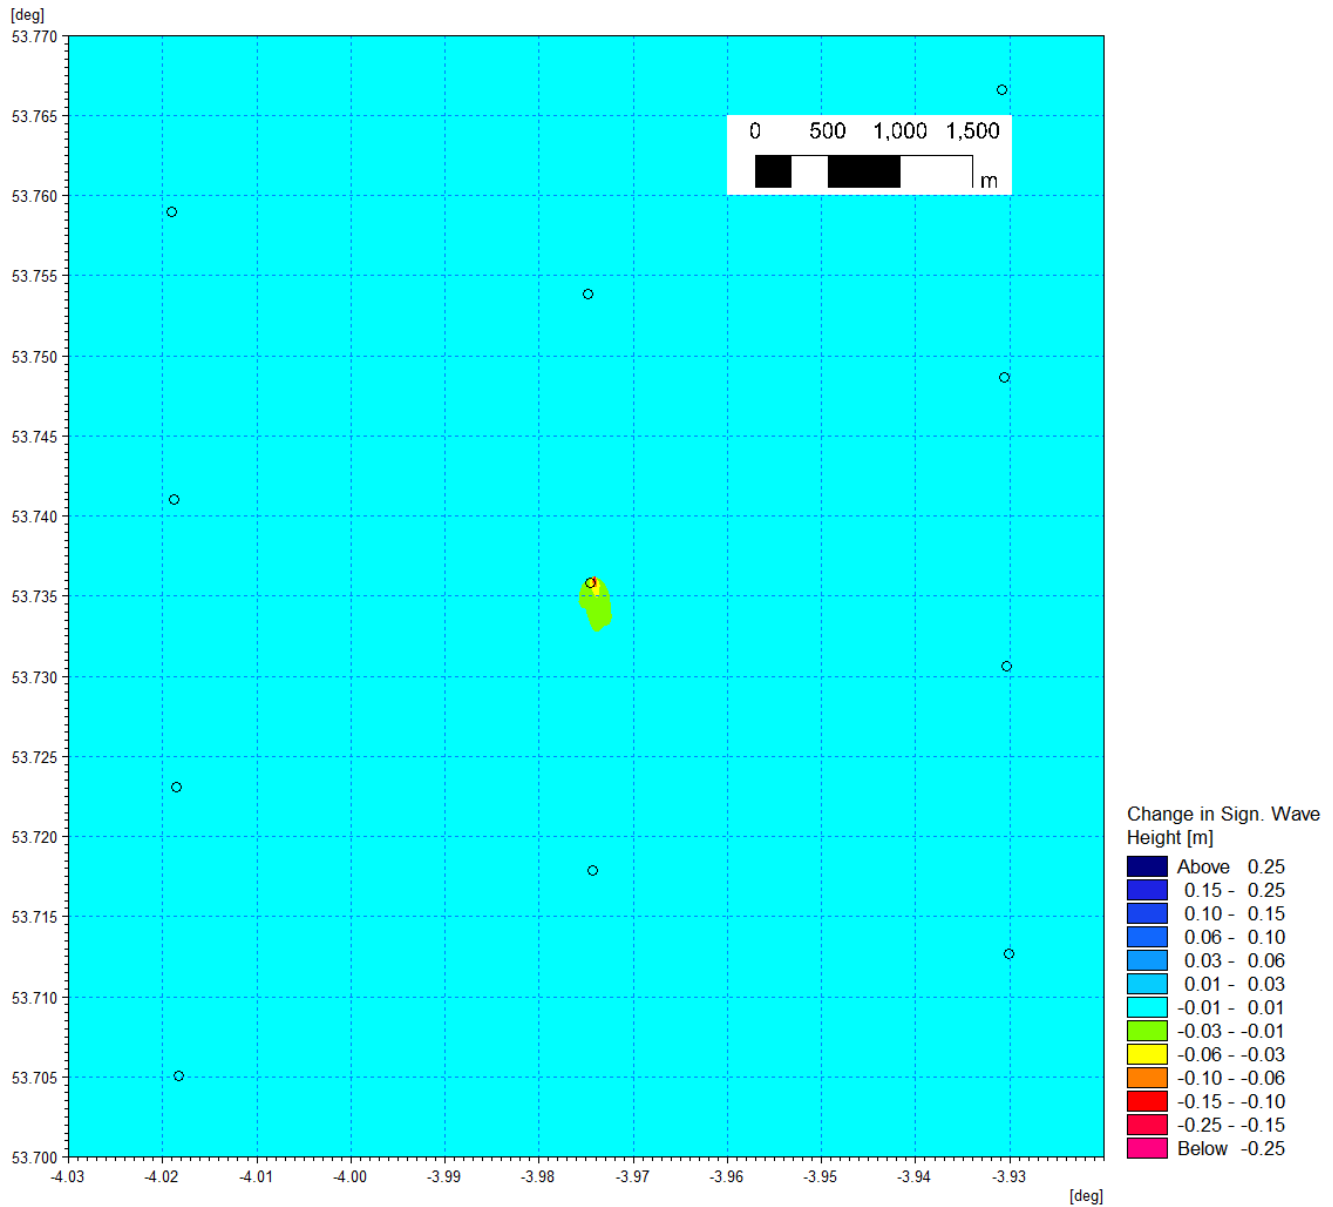 [deg]
53.770
53.765
53.760
53.755
53.750
53.745
53.740
53.735
53.730
53.725
53.720
53.715
53.710
53.705
53.700
0 500 1,000 1,500
m
-4.03 -4.02 -4.01 -4.00 -3.99 -3.98 -3.97 -3.96 -3.95 -3.94 -3.93
[deg]
Change in Sign. Wave
Height [m]
Above 0.25
0.15 - 0.25
0.10 - 0.15
0.06 - 0.10
0.03 - 0.06
0.01 - 0.03
-0.01 - 0.01
-0.03 - -0.01
-0.06 - -0.03
-0.10 - -0.06
-0.15 - -0.10
-0.25 - -0.15
Below -0.25